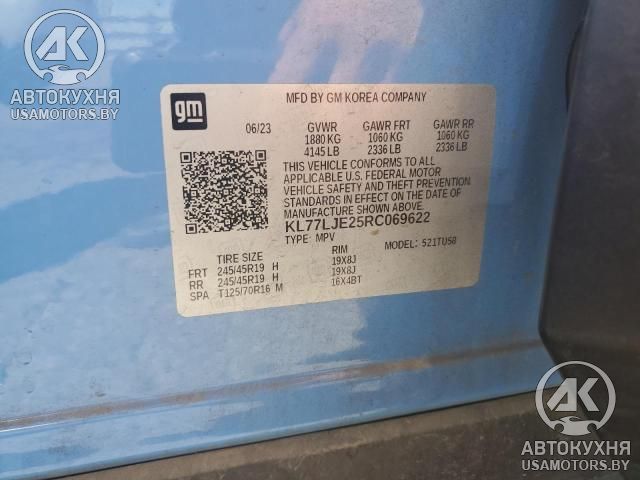 AK
АВТОКУХНЯ
USAMOTORS.BY
gm
MFD BY GM KOREA COMPANY
06/23 GVWR GAWR FRT GAWR RR
1880 KG 1060 KG 1060 KG
4145 LB 2336 LB 2336 LB
THIS VEHICLE CONFORMS TO ALL
APPLICABLE U.S. FEDERAL MOTOR
VEHICLE SAFETY AND THEFT PREVENTION
STANDARDS IN EFFECT ON THE DATE OF
MANUFACTURE SHOWN ABOVE.
KL77LJE25RC069622
TYPE: MPV MODEL: 521TU58
TIRE SIZE RIM
FRT 245/45R19 H 19X8J
RR 245/45R19 H 19X8J
SPA T125/70R16 M 16X4BT
AK
АВТОКУХНЯ
USAMOTORS.BY